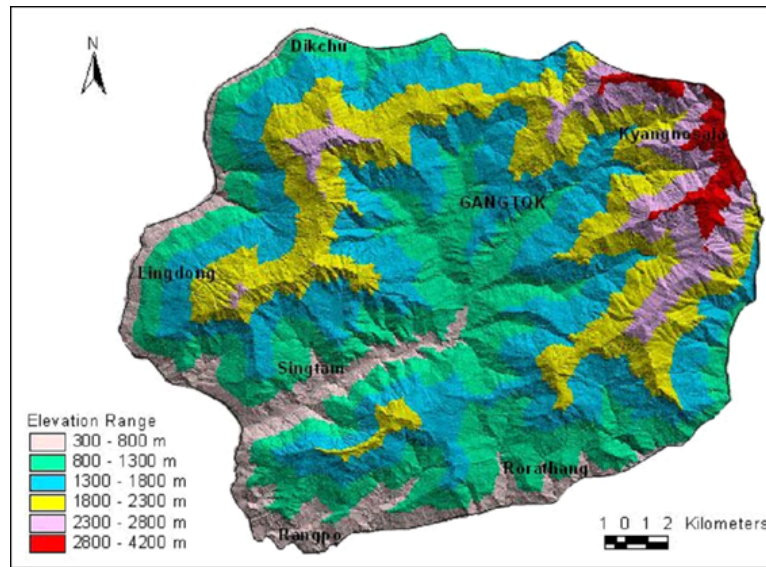 N
Dikchu
Kyangnosala
GANGTOK
Lingdong
Singtam
Rorathang
Rangpo
Elevation Range
300 - 800 m
800 - 1300 m
1300 - 1800 m
1800 - 2300 m
2300 - 2800 m
2800 - 4200 m
1 0 1 2 Kilometers